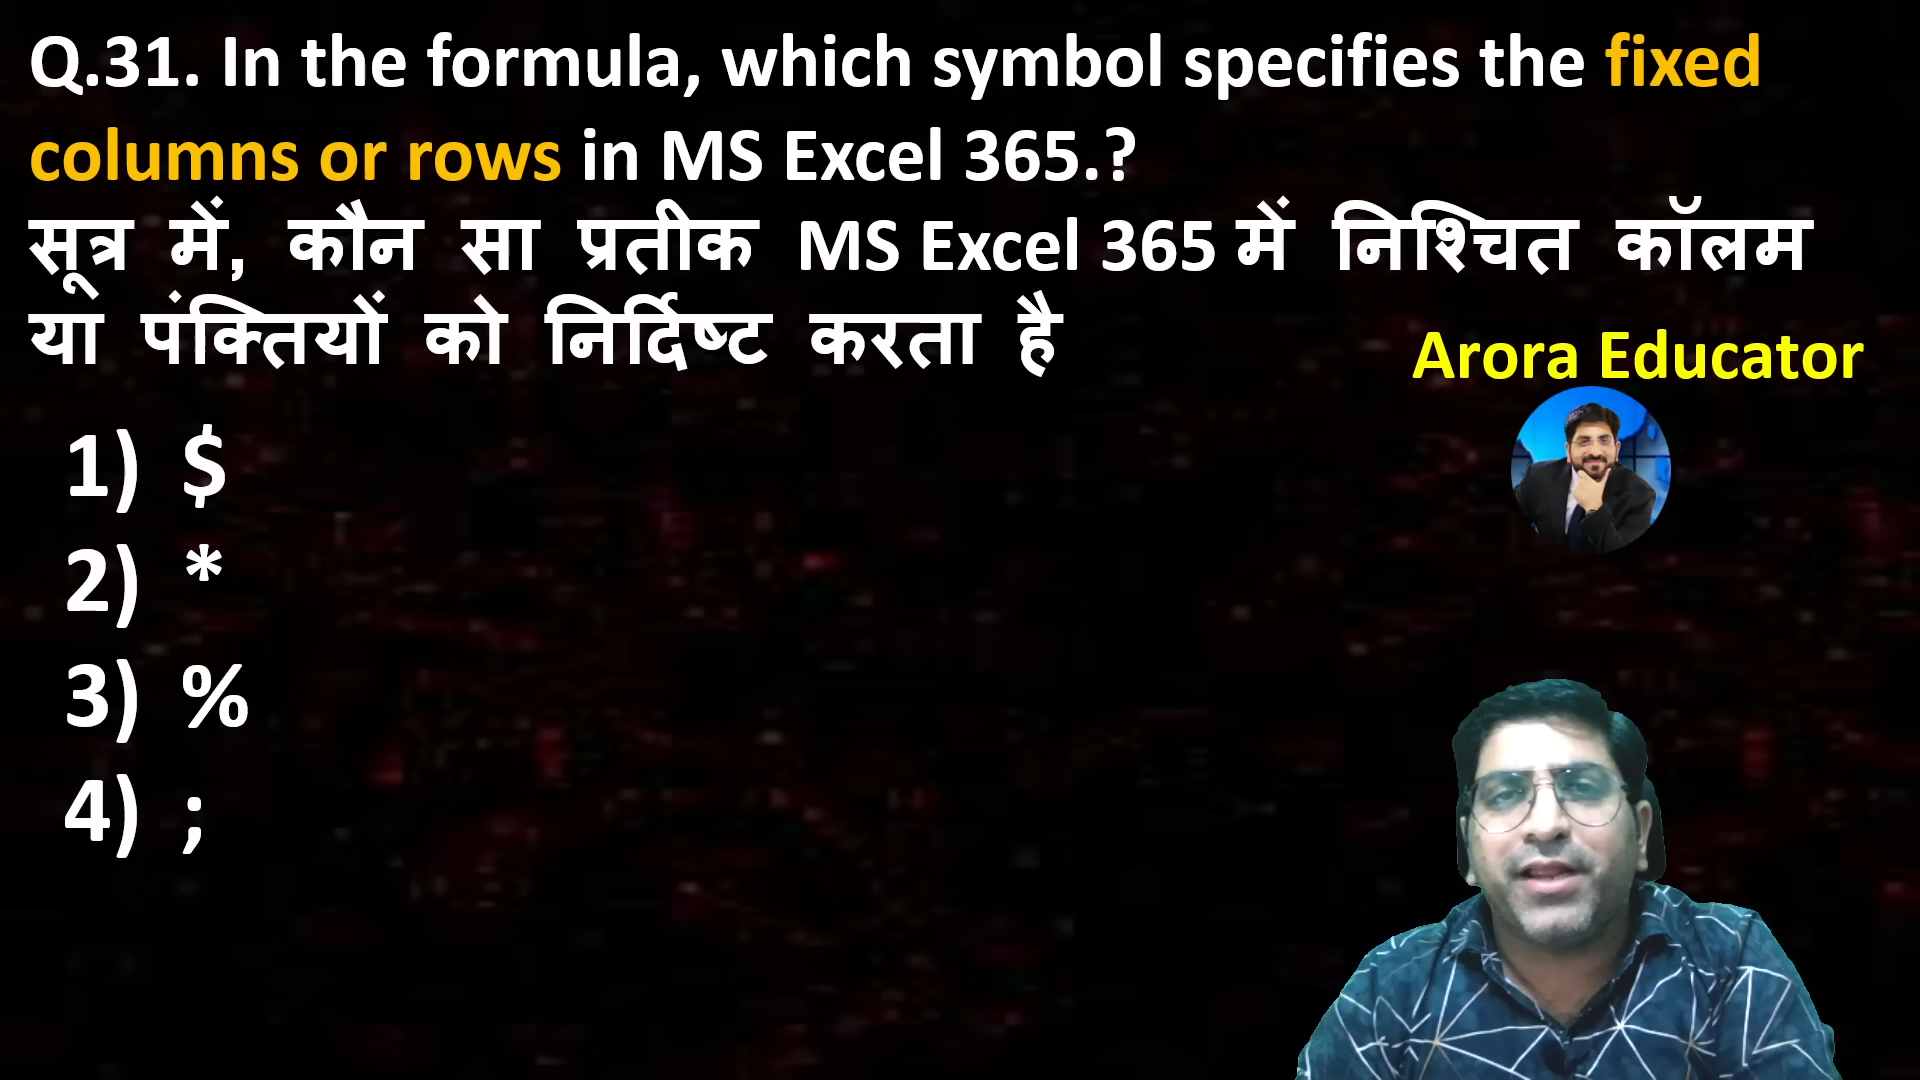 Q.31. In the formula, which symbol specifies the fixed
columns or rows in MS Excel 365.?
सूत्र में, कौन सा प्रतीक MS Excel 365 में निश्चित कॉलम
या पंक्तियों को निर्दिष्ट करता है
Arora Educator
1) $
2) *
3) %
4) ;